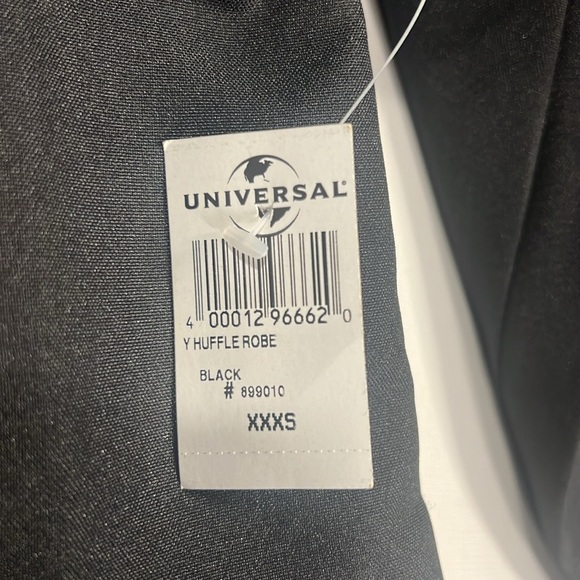 UNIVERSAL®
4 00012 96662 0
Y HUFFLE ROBE
BLACK
# 899010
XXXS